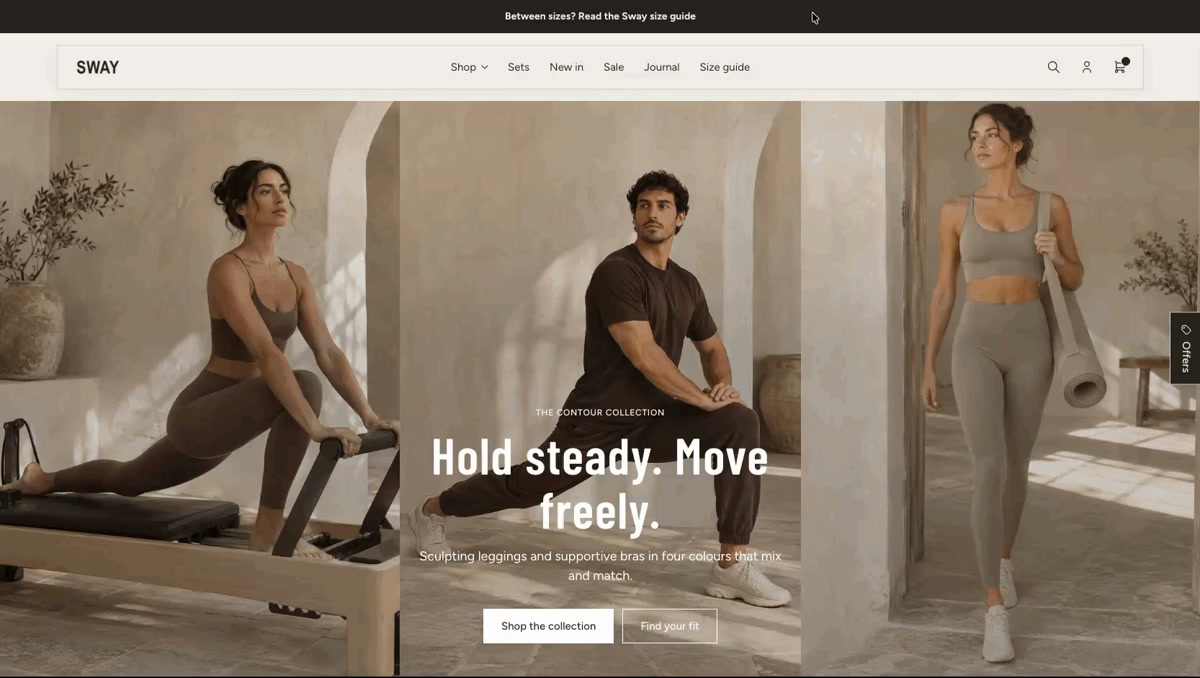 Between sizes? Read the Sway size guide
SWAY
Shop
Sets
New in
Sale
Journal
Size guide
Offers
THE CONTOUR COLLECTION
Hold steady. Move
freely.
Sculpting leggings and supportive bras in four colours that mix
and match.
Shop the collection
Find your fit